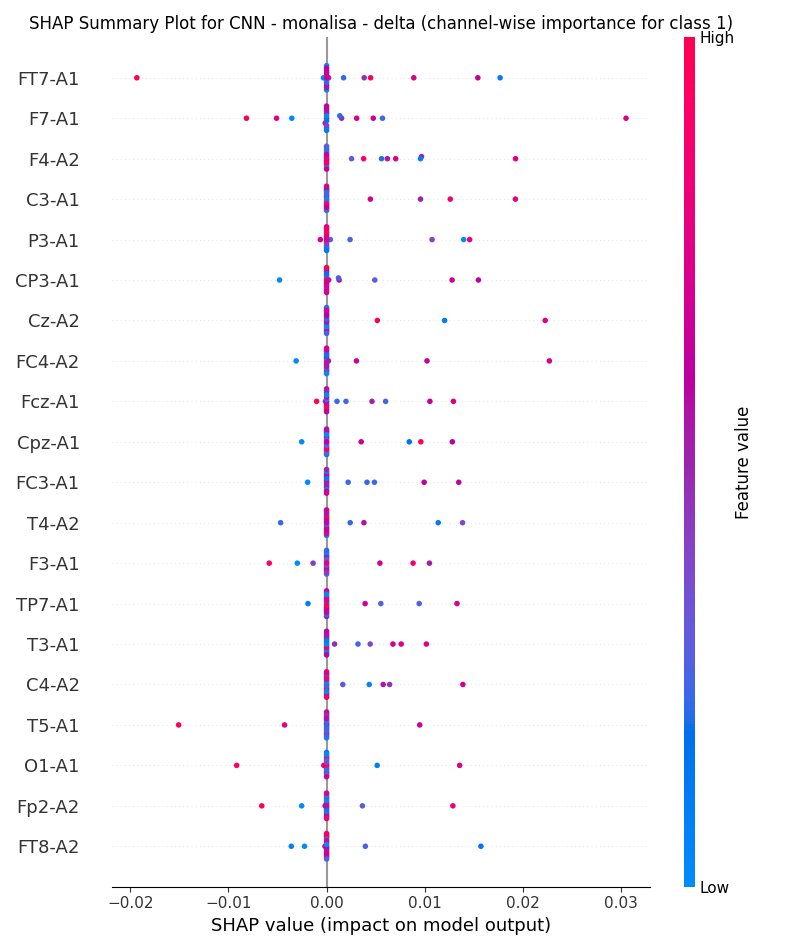 SHAP Summary Plot for CNN - monalisa - delta (channel-wise importance for class 1)
High
FT7-A1
F7-A1
F4-A2
C3-A1
P3-A1
CP3-A1
Cz-A2
FC4-A2
Fcz-A1
Cpz-A1
FC3-A1
T4-A2
F3-A1
TP7-A1
T3-A1
C4-A2
T5-A1
O1-A1
Fp2-A2
FT8-A2
Feature value
Low
−0.02 −0.01 0.00 0.01 0.02 0.03
SHAP value (impact on model output)